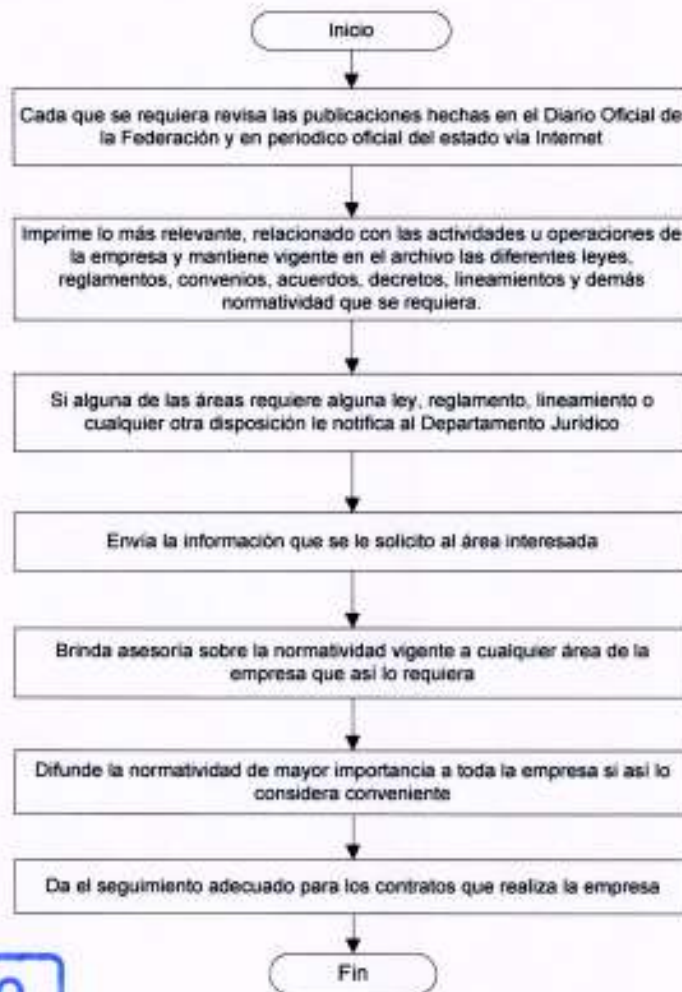 Inicio
Cada que se requiera revisa las publicaciones hechas en el Diario Oficial de
la Federación y en periodico oficial del estado vía Internet
Imprime lo más relevante, relacionado con las actividades u operaciones de
la empresa y mantiene vigente en el archivo las diferentes leyes,
reglamentos, convenios, acuerdos, decretos, lineamientos y demás
normatividad que se requiera.
Si alguna de las áreas requiere alguna ley, reglamento, lineamiento o
cualquier otra disposición le notifica al Departamento Jurídico
Envía la información que se le solicito al área interesada
Brinda asesoría sobre la normatividad vigente a cualquier área de la
empresa que así lo requiera
Difunde la normatividad de mayor importancia a toda la empresa si así lo
considera conveniente
Da el seguimiento adecuado para los contratos que realiza la empresa
Fin